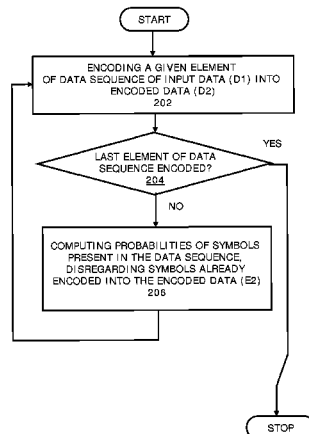 START
ENCODING A GIVEN ELEMENT
OF DATA SEQUENCE OF INPUT DATA (D1) INTO
ENCODED DATA (D2)
202
YES
LAST ELEMENT OF DATA
SEQUENCE ENCODED?
204
NO
COMPUTING PROBABILITIES OF SYMBOLS
PRESENT IN THE DATA SEQUENCE,
DISREGARDING SYMBOLS ALREADY
ENCODED INTO THE ENCODED DATA (E2)
206
STOP